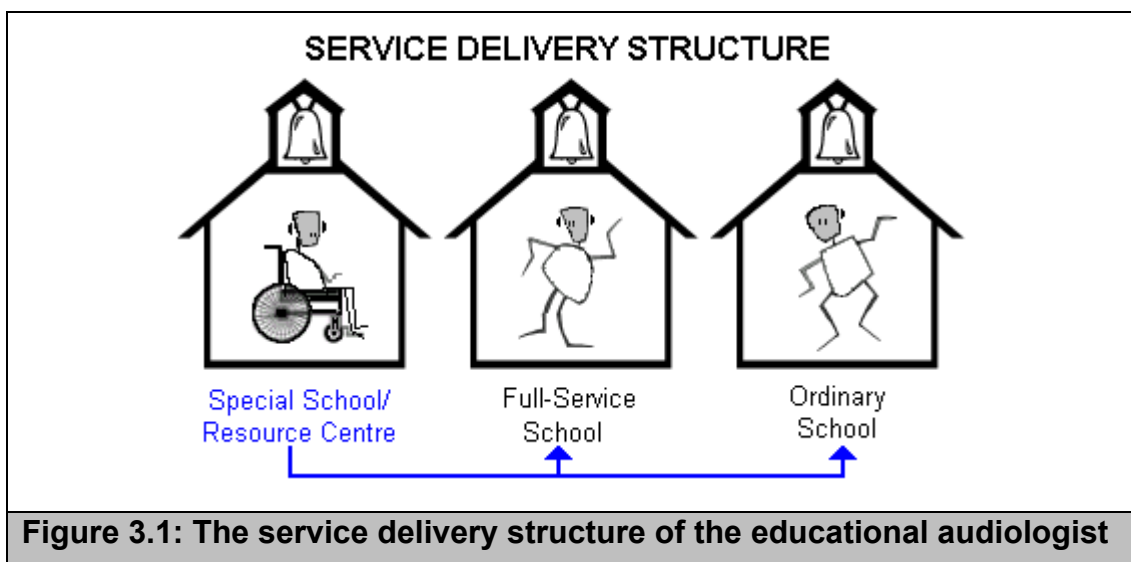 SERVICE DELIVERY STRUCTURE
Special School/
Resource Centre
Full-Service
School
Ordinary
School
Figure 3.1: The service delivery structure of the educational audiologist